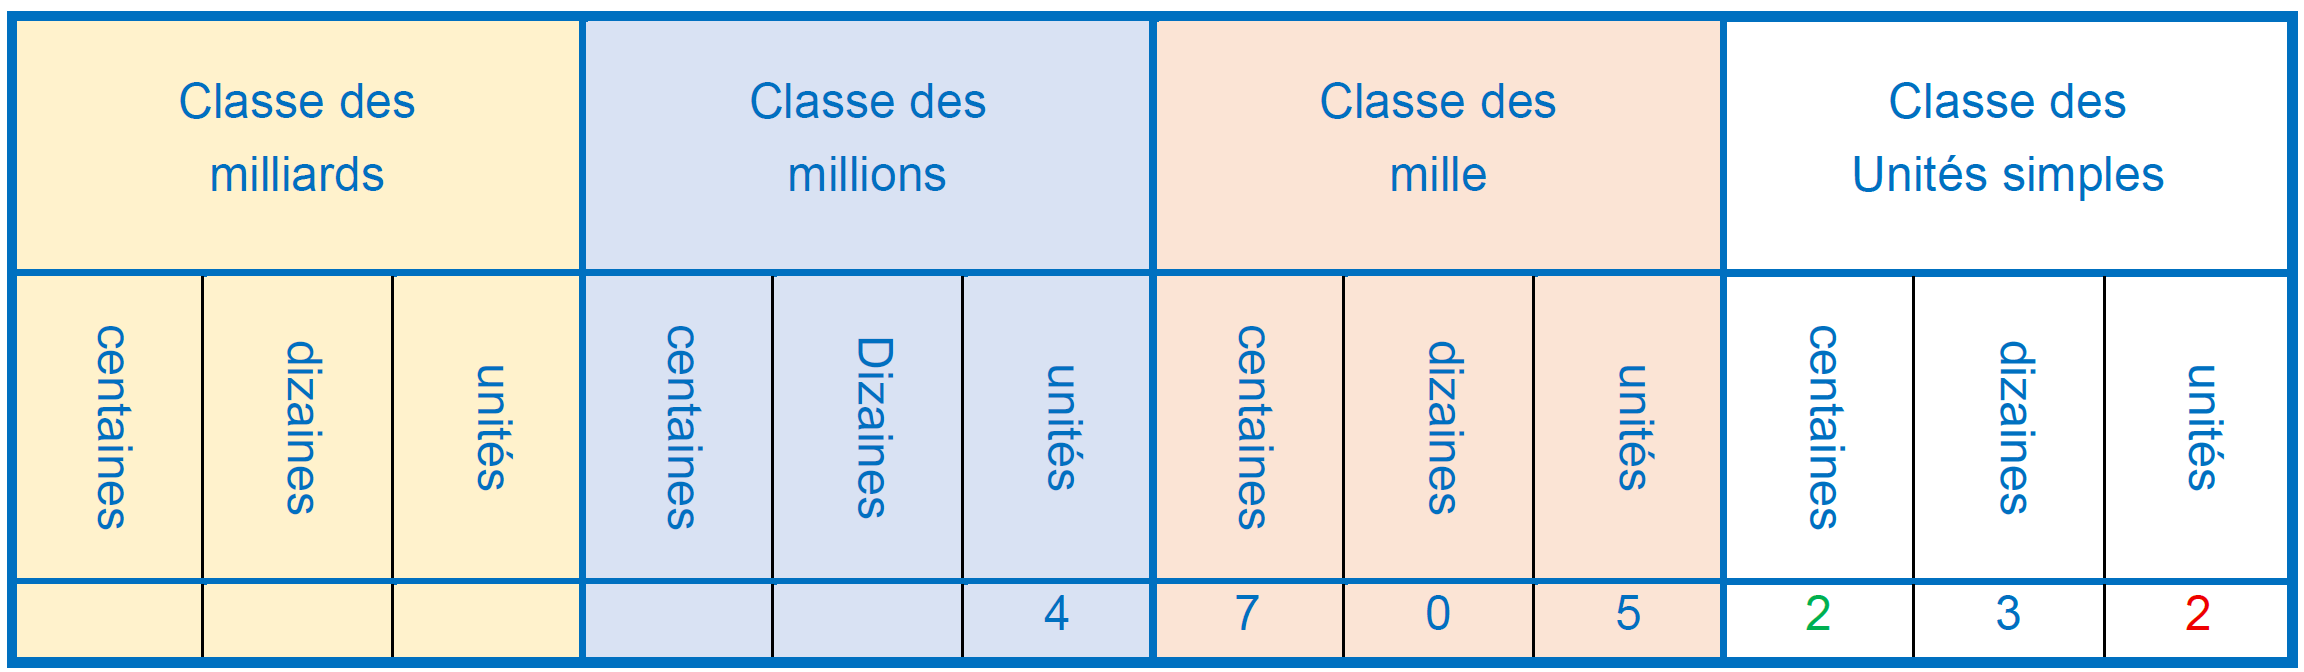 Classe des
milliards
Classe des
millions
Classe des
mille
Classe des
Unités simples
centaines
dizaines
unités
centaines
Dizaines
unités
centaines
dizaines
unités
centaines
dizaines
unités
4
7
0
5
2
3
2